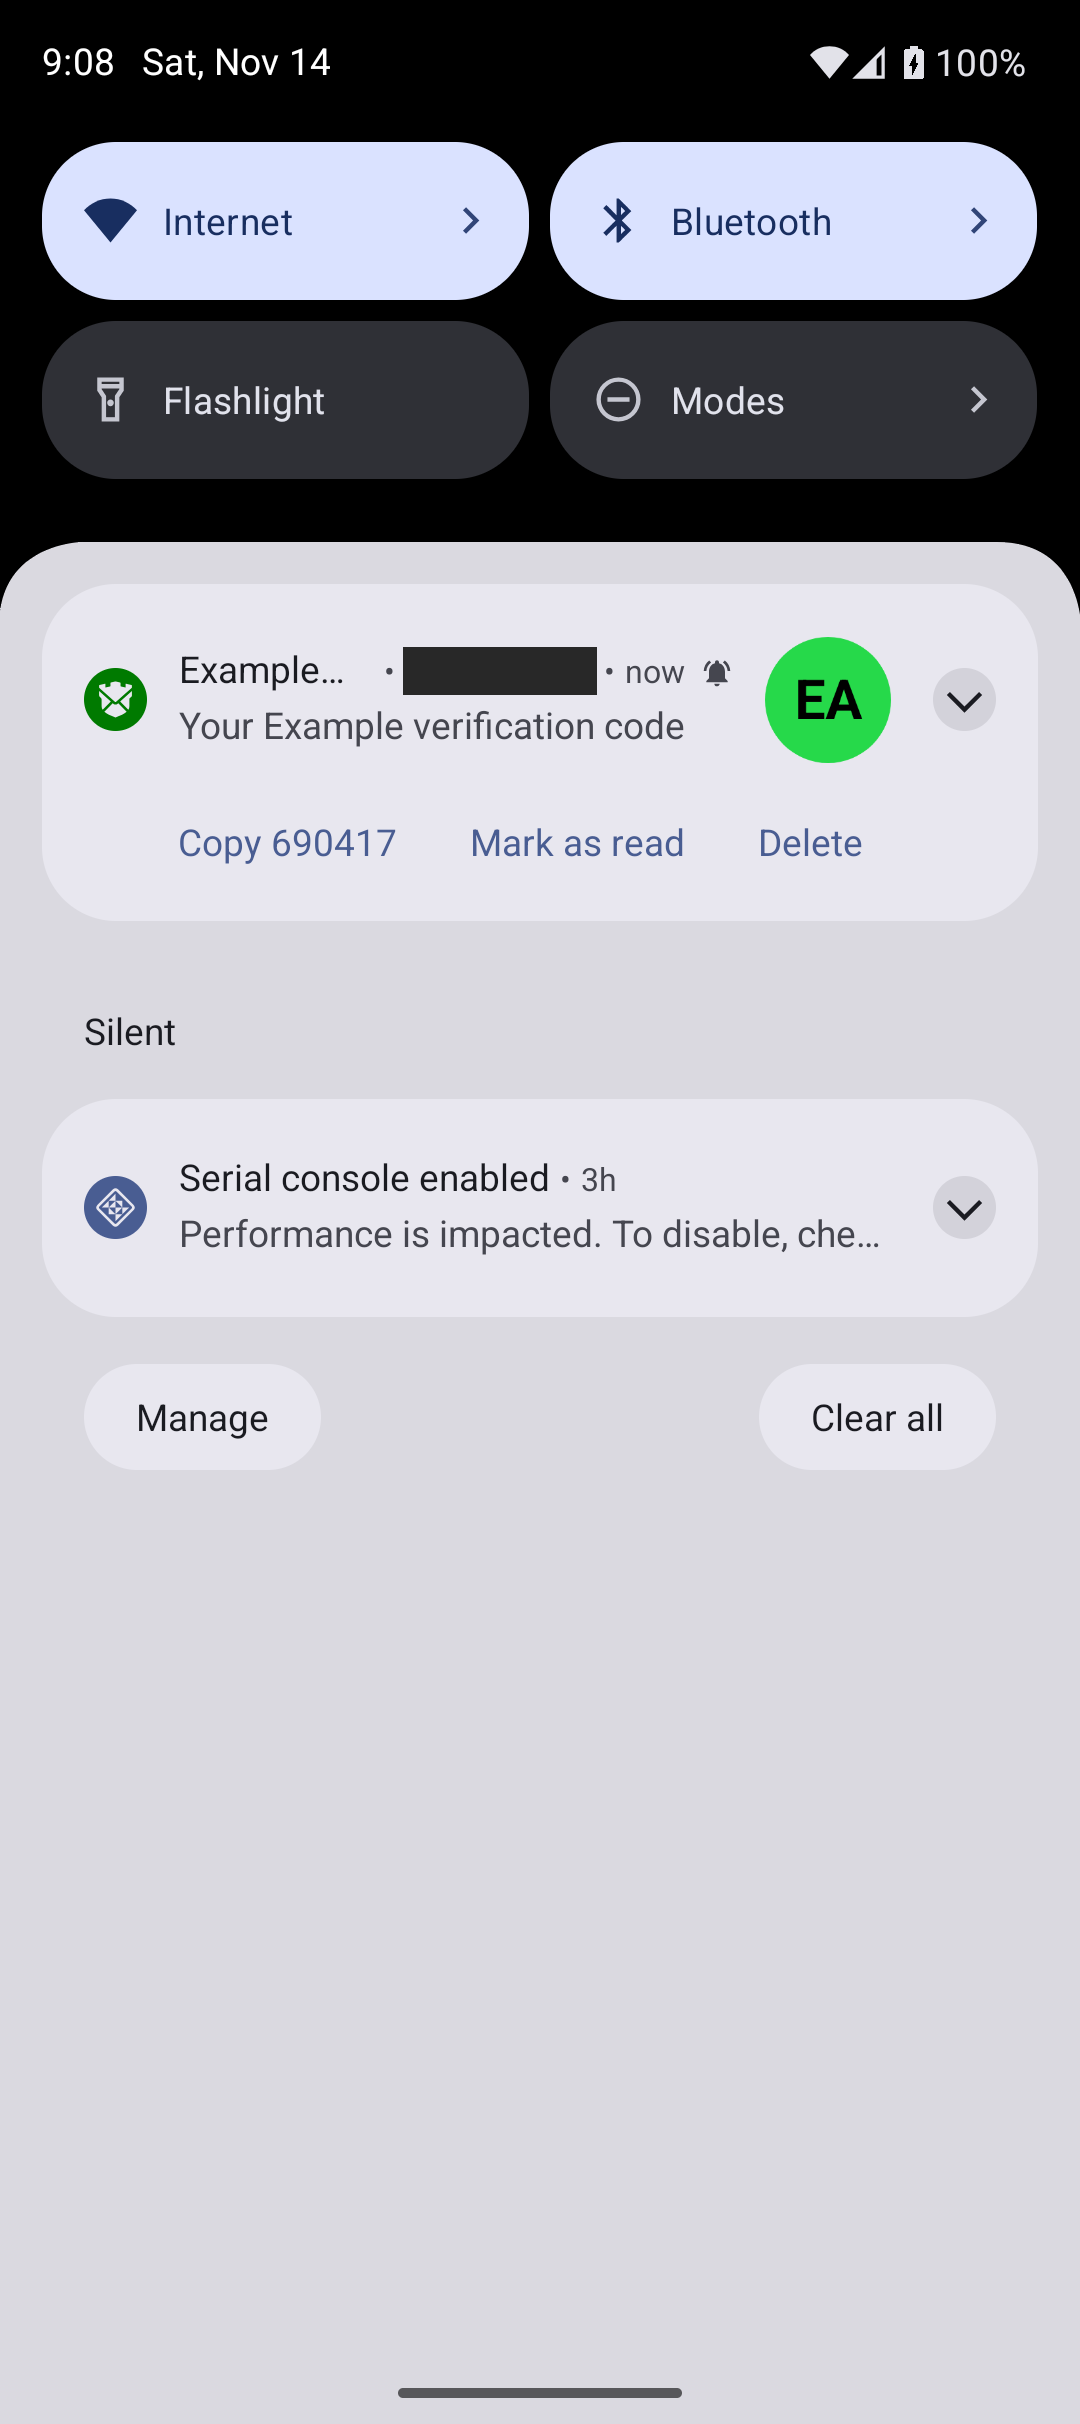 9:08 Sat, Nov 14 100%
Internet Bluetooth
Flashlight Modes
Example… • • now
Your Example verification code
EA
Copy 690417 Mark as read Delete
Silent
Serial console enabled • 3h
Performance is impacted. To disable, che…
Manage Clear all